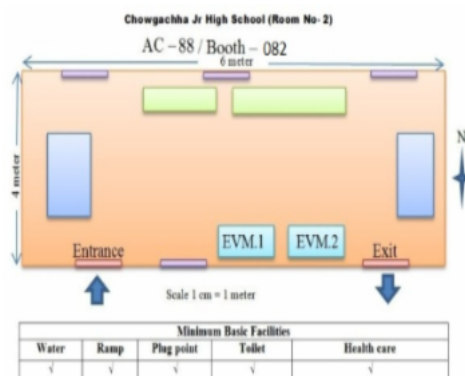 Chowgachha Jr High School (Room No- 2)
AC – 88 / Booth – 082
6 meter
4 meter
N
EVM.1 EVM.2
Entrance Exit
Scale 1 cm = 1 meter
Minimum Basic Facilities
Water Ramp Plug point Toilet Health care
√ √ √ √ √